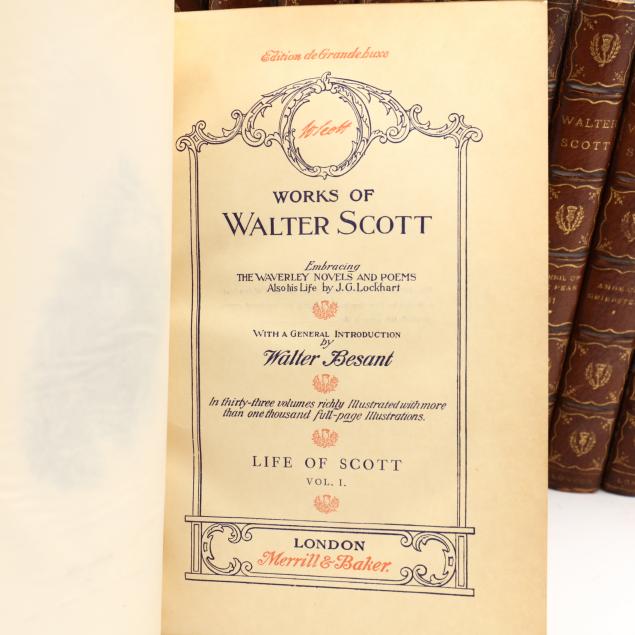 Edition de Grande luxe
W Scott
WORKS OF
WALTER SCOTT
Embracing
THE WAVERLEY NOVELS AND POEMS
Also his Life by J. G. Lockhart
WITH A GENERAL INTRODUCTION
by
Walter Besant
In thirty-three volumes richly Illustrated with more
than one thousand full-page Illustrations.
LIFE OF SCOTT
VOL. I.
LONDON
Merrill & Baker.
WALTER
SCOTT